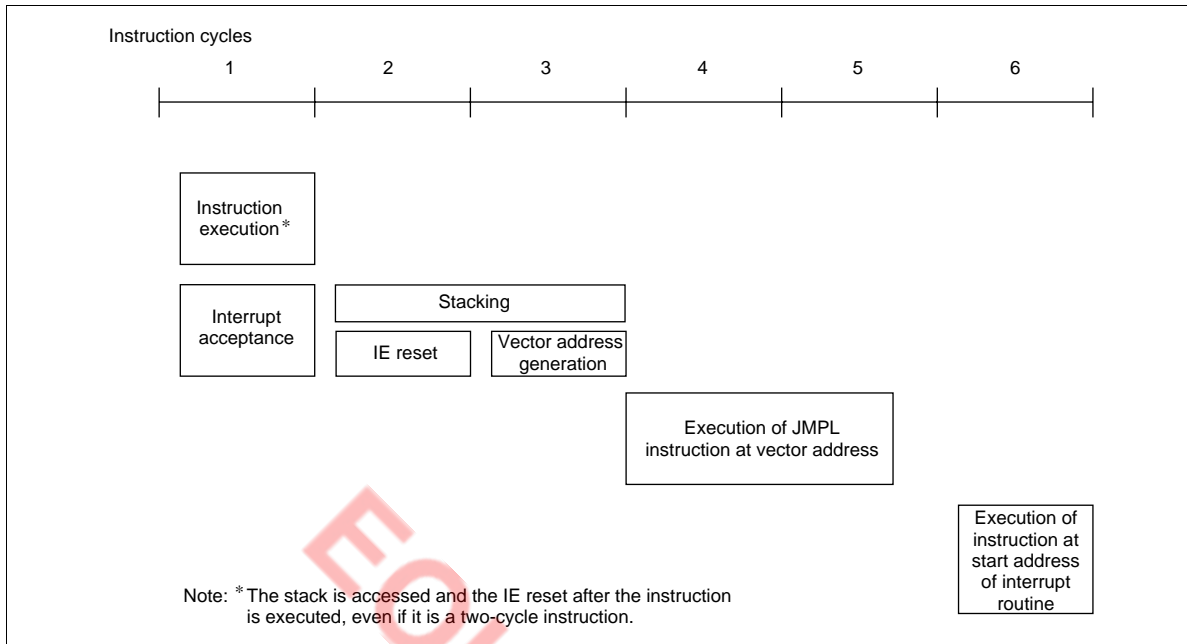 Instruction cycles
1 2 3 4 5 6
Instruction
execution*
Interrupt
acceptance
Stacking
IE reset
Vector address
generation
Execution of JMPL
instruction at vector address
Execution of
instruction at
start address
of interrupt
routine
Note: * The stack is accessed and the IE reset after the instruction
is executed, even if it is a two-cycle instruction.
EO